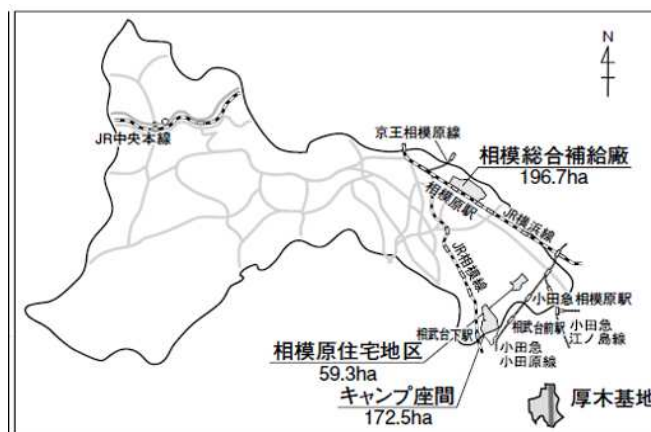 N
京王相模原線
相模総合補給廠
196.7ha
JR中央本線
相模原駅
JR横浜線
JR相模線
小田急相模原駅
相武台下駅
相武台前駅
小田急
江ノ島線
小田急
小田原線
相模原住宅地区
59.3ha
キャンプ座間
172.5ha
厚木基地